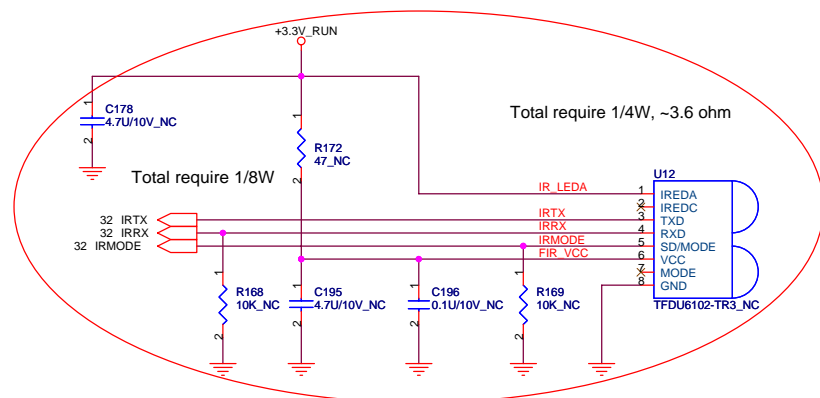 +3.3V_RUN
1
C178
4.7U/10V_NC
2
1
R172
47_NC
2
Total require 1/4W, ~3.6 ohm
Total require 1/8W
U12
IR_LEDA
1
IREDA
2
IREDC
32 IRTX
IRTX
3
TXD
32 IRRX
IRRX
4
RXD
32 IRMODE
IRMODE
5
SD/MODE
FIR_VCC
6
VCC
7
MODE
8
GND
TFDU6102-TR3_NC
1
R168
10K_NC
2
1
C195
4.7U/10V_NC
2
1
C196
0.1U/10V_NC
2
1
R169
10K_NC
2